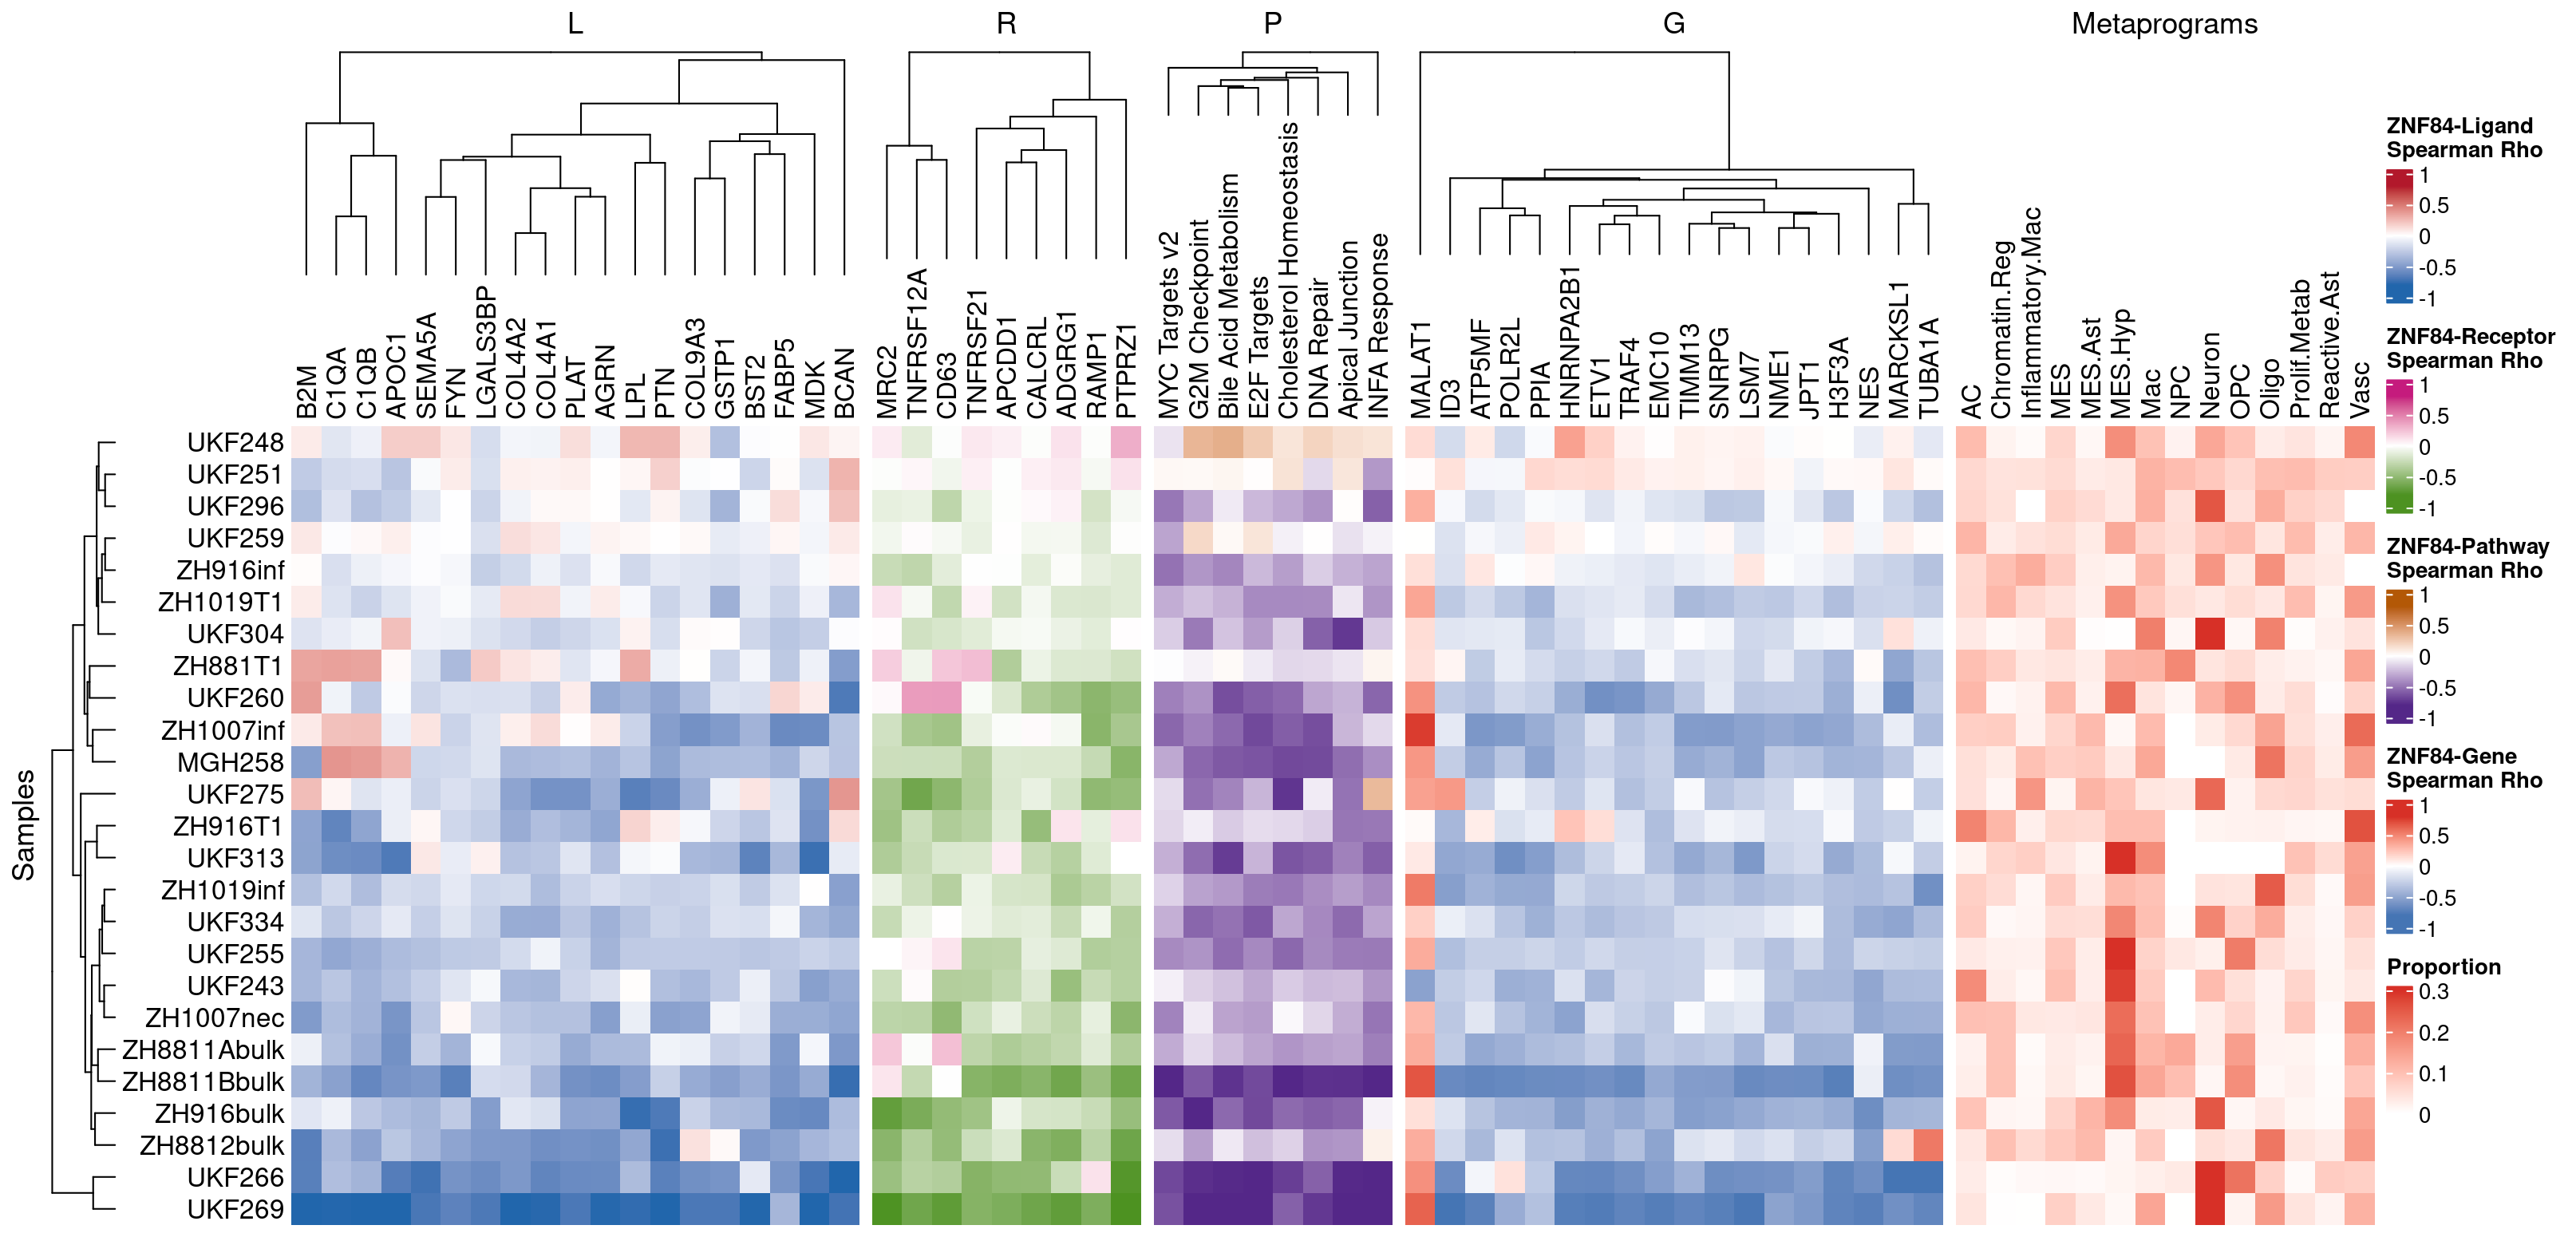 L
R
P
G
Metaprograms
B2M
C1QA
C1QB
APOC1
SEMA5A
FYN
LGALS3BP
COL4A2
COL4A1
PLAT
AGRN
LPL
PTN
COL9A3
GSTP1
BST2
FABP5
MDK
BCAN
MRC2
TNFRSF12A
CD63
TNFRSF21
APCDD1
CALCRL
ADGRG1
RAMP1
PTPRZ1
MYC Targets v2
G2M Checkpoint
Bile Acid Metabolism
E2F Targets
Cholesterol Homeostasis
DNA Repair
Apical Junction
INFA Response
MALAT1
ID3
ATP5MF
POLR2L
PPIA
HNRNPA2B1
ETV1
TRAF4
EMC10
TIMM13
SNRPG
LSM7
NME1
JPT1
H3F3A
NES
MARCKSL1
TUBA1A
AC
Chromatin.Reg
Inflammatory.Mac
MES
MES.Ast
MES.Hyp
Mac
NPC
Neuron
OPC
Oligo
Prolif.Metab
Reactive.Ast
Vasc
Samples
UKF248
UKF251
UKF296
UKF259
ZH916inf
ZH1019T1
UKF304
ZH881T1
UKF260
ZH1007inf
MGH258
UKF275
ZH916T1
UKF313
ZH1019inf
UKF334
UKF255
UKF243
ZH1007nec
ZH8811Abulk
ZH8811Bbulk
ZH916bulk
ZH8812bulk
UKF266
UKF269
ZNF84-Ligand
Spearman Rho
1
0.5
0
-0.5
-1
ZNF84-Receptor
Spearman Rho
1
0.5
0
-0.5
-1
ZNF84-Pathway
Spearman Rho
1
0.5
0
-0.5
-1
ZNF84-Gene
Spearman Rho
1
0.5
0
-0.5
-1
Proportion
0.3
0.2
0.1
0